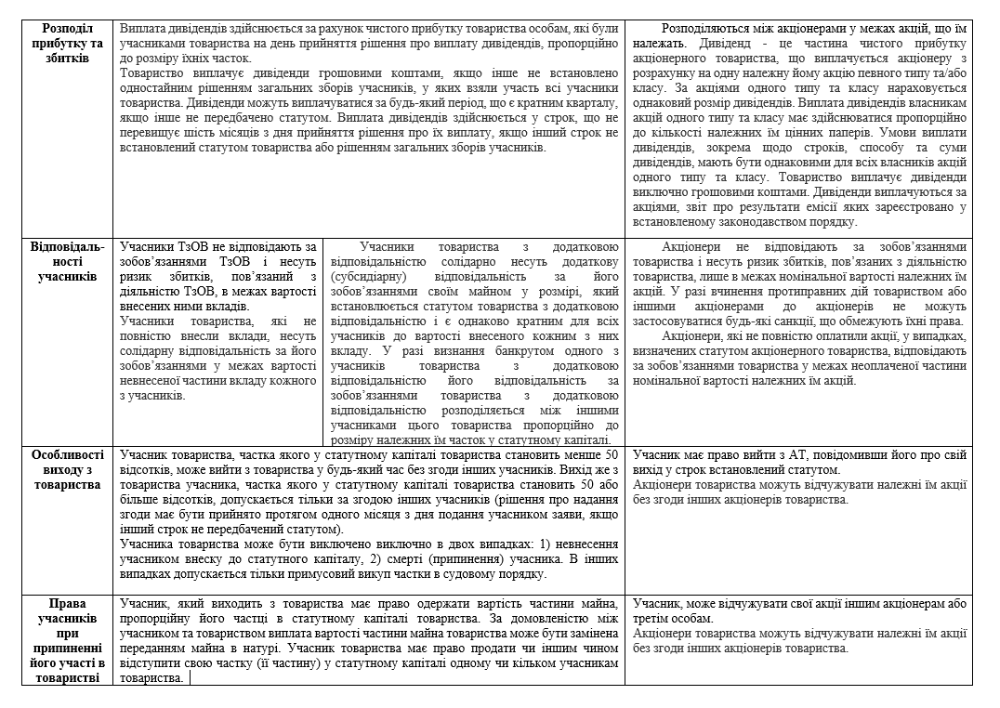 Розподіл
прибутку та
збитків
Виплата дивідендів здійснюється за рахунок чистого прибутку товариства особам, які були
учасниками товариства на день прийняття рішення про виплату дивідендів, пропорційно
до розміру їхніх часток.
Товариство виплачує дивіденди грошовими коштами, якщо інше не встановлено
одностайним рішенням загальних зборів учасників, у яких взяли участь всі учасники
товариства. Дивіденди можуть виплачуватися за будь-який період, що є кратним кварталу,
якщо інше не передбачено статутом. Виплата дивідендів здійснюється у строк, що не
перевищує шість місяців з дня прийняття рішення про їх виплату, якщо інший строк не
встановлений статутом товариства або рішенням загальних зборів учасників.
Розподіляються між акціонерами у межах акцій, що їм
належать. Дивіденд - це частина чистого прибутку
акціонерного товариства, що виплачується акціонеру з
розрахунку на одну належну йому акцію певного типу та/або
класу. За акціями одного типу та класу нараховується
однаковий розмір дивідендів. Виплата дивідендів власникам
акцій одного типу та класу має здійснюватися пропорційно
до кількості належних їм цінних паперів. Умови виплати
дивідендів, зокрема щодо строків, способу та суми
дивідендів, мають бути однаковими для всіх власників акцій
одного типу та класу. Товариство виплачує дивіденди
виключно грошовими коштами. Дивіденди виплачуються за
акціями, звіт про результати емісії яких зареєстровано у
встановленому законодавством порядку.
Відповідаль-
ності
учасників
Учасники ТзОВ не відповідають за
зобов’язаннями ТзОВ і несуть
ризик збитків, пов’язаний з
діяльністю ТзОВ, в межах вартості
внесених ними вкладів.
Учасники товариства, які не
повністю внесли вклади, несуть
солідарну відповідальність за його
зобов’язаннями у межах вартості
невнесеної частини вкладу кожного
з учасників.
Учасники товариства з додатковою
відповідальністю солідарно несуть додаткову
(субсидіарну) відповідальність за його
зобов’язаннями своїм майном у розмірі, який
встановлюється статутом товариства з додатковою
відповідальністю і є однаково кратним для всіх
учасників до вартості внесеного кожним з них
вкладу. У разі визнання банкрутом одного з
учасників товариства з додатковою
відповідальністю його відповідальність за
зобов’язаннями товариства з додатковою
відповідальністю розподіляється між іншими
учасниками цього товариства пропорційно до
розміру належних їм часток у статутному капіталі.
Акціонери не відповідають за зобов’язаннями
товариства і несуть ризик збитків, пов’язаних з діяльністю
товариства, лише в межах номінальної вартості належних їм
акцій. У разі вчинення протиправних дій товариством або
іншими акціонерами до акціонерів не можуть
застосовуватися будь-які санкції, що обмежують їхні права.
Акціонери, які не повністю оплатили акції, у випадках,
визначених статутом акціонерного товариства, відповідають
за зобов’язаннями товариства у межах неоплаченої частини
номінальної вартості належних їм акцій.
Особливості
виходу з
товариства
Учасник товариства, частка якого у статутному капіталі товариства становить менше 50
відсотків, може вийти з товариства у будь-який час без згоди інших учасників. Вихід же з
товариства учасника, частка якого у статутному капіталі товариства становить 50 або
більше відсотків, допускається тільки за згодою інших учасників (рішення про надання
згоди має бути прийнято протягом одного місяця з дня подання учасником заяви, якщо
інший строк не передбачений статутом).
Учасника товариства може бути виключено виключно в двох випадках: 1) невнесення
учасником внеску до статутного капіталу, 2) смерті (припинення) учасника. В інших
випадках допускається тільки примусовий викуп частки в судовому порядку.
Учасник має право вийти з АТ, повідомивши його про свій
вихід у строк встановлений статутом.
Акціонери товариства можуть відчужувати належні їм акції
без згоди інших акціонерів товариства.
Права
учасників
при
припиненні
його участі в
товаристві
Учасник, який виходить з товариства має право одержати вартість частини майна,
пропорційну його частці в статутному капіталі товариства. За домовленістю між
учасником та товариством виплата вартості частини майна товариства може бути замінена
переданням майна в натурі. Учасник товариства має право продати чи іншим чином
відступити свою частку (її частину) у статутному капіталі одному чи кільком учасникам
товариства.
Учасник, може відчужувати свої акції іншим акціонерам або
третім особам.
Акціонери товариства можуть відчужувати належні їм акції
без згоди інших акціонерів товариства.